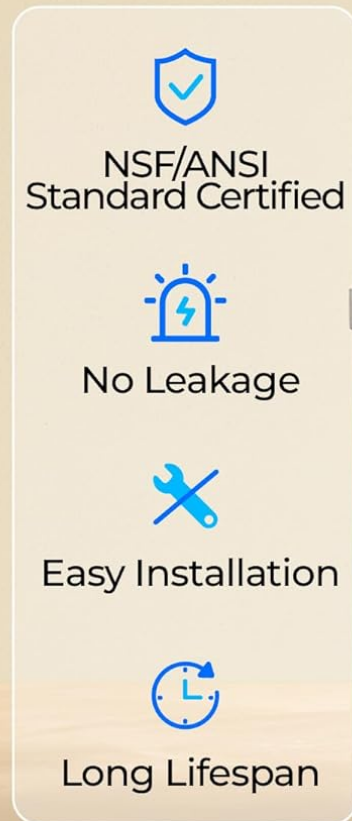 NSF/ANSI
Standard Certified
No Leakage
Easy Installation
Long Lifespan